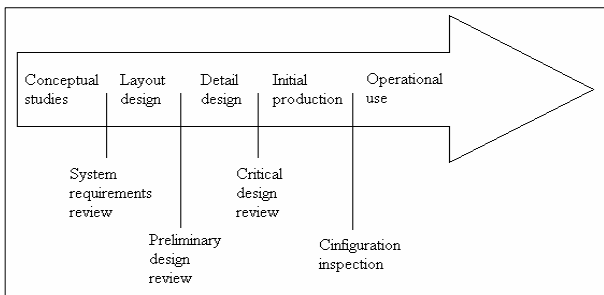 Conceptual
studies
Layout
design
Detail
design
Initial
production
Operational
use
System
requirements
review
Preliminary
design
review
Critical
design
review
Cinfiguration
inspection